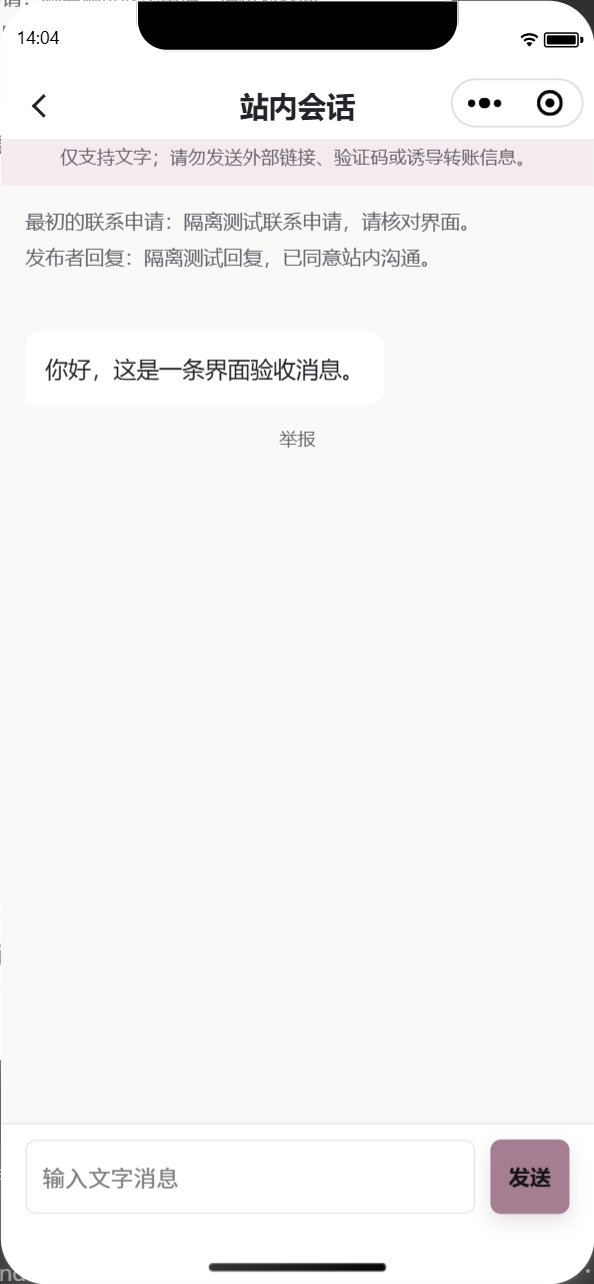 14:04
站内会话
仅支持文字；请勿发送外部链接、验证码或诱导转账信息。
最初的联系申请：隔离测试联系申请，请核对界面。
发布者回复：隔离测试回复，已同意站内沟通。
你好，这是一条界面验收消息。
举报
输入文字消息
发送